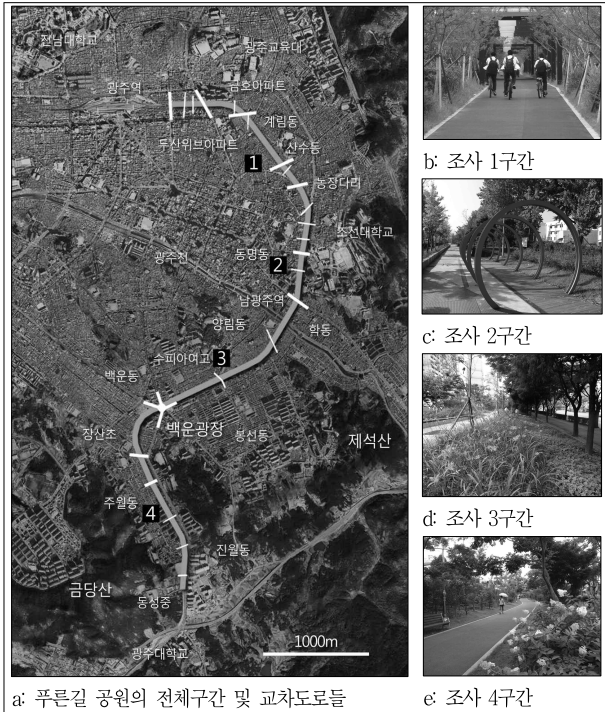 전남대학교
광주교육대
광주역
금호아파트
계림동
두산위브아파트
산수동
1
농장다리
조선대학교
동명동
광주천
2
남광주역
양림동
학동
수피아여고
3
백운동
백운광장
장산초
봉선동
제석산
주월동
4
진월동
금당산
동성중
1000m
광주대학교
a: 푸른길 공원의 전체구간 및 교차도로들
b: 조사 1구간
c: 조사 2구간
d: 조사 3구간
e: 조사 4구간